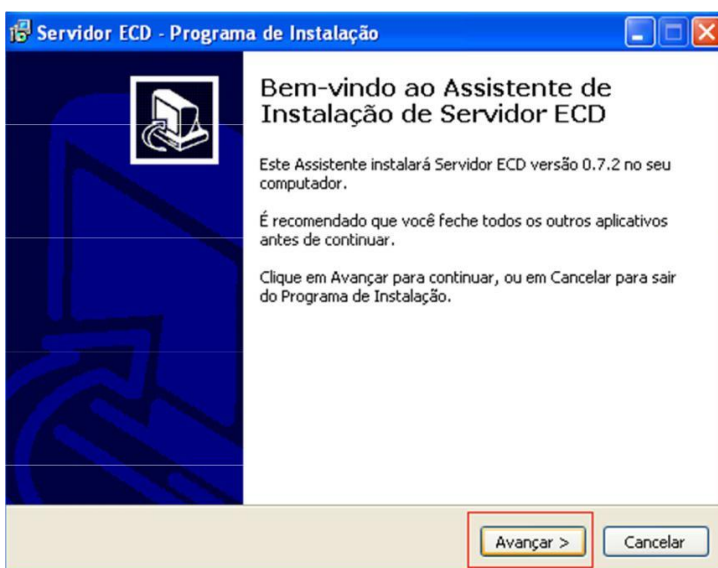 Servidor ECD - Programa de Instalação
Bem-vindo ao Assistente de
Instalação de Servidor ECD
Este Assistente instalará Servidor ECD versão 0.7.2 no seu
computador.
É recomendado que você feche todos os outros aplicativos
antes de continuar.
Clique em Avançar para continuar, ou em Cancelar para sair
do Programa de Instalação.
Avançar >
Cancelar